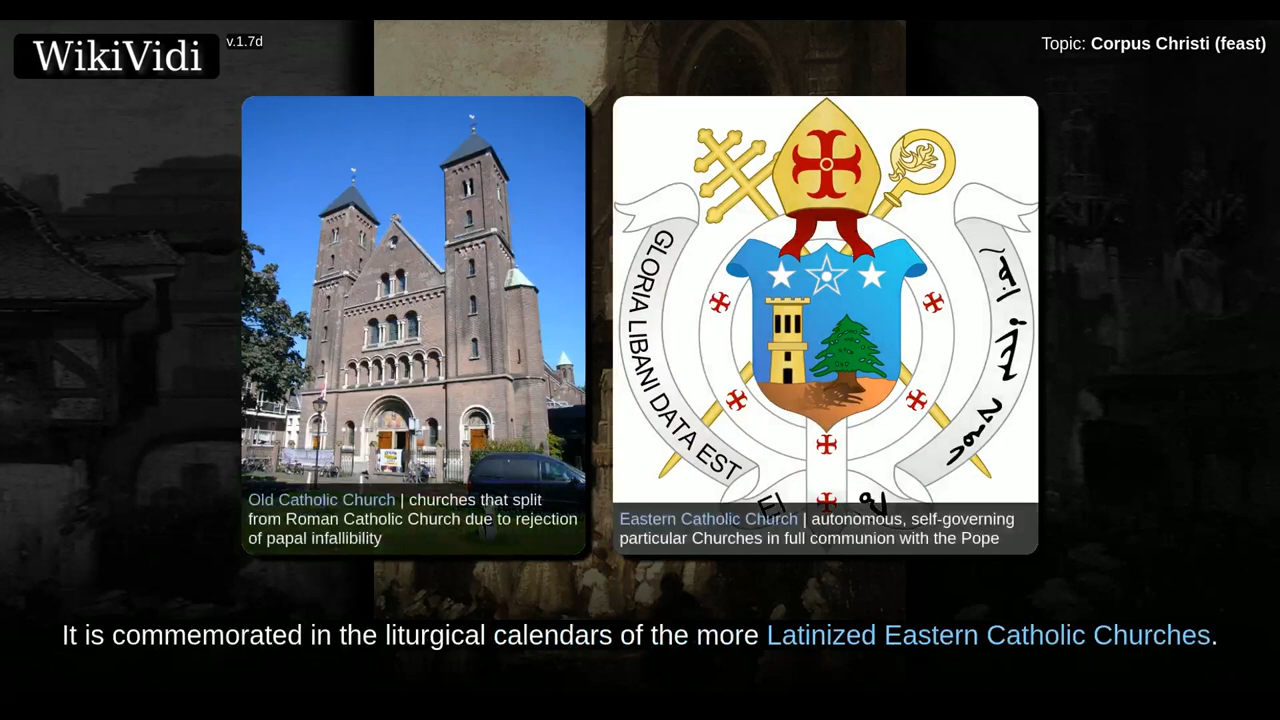 WikiVidi
v.1.7d
Topic: Corpus Christi (feast)
GLORIA LIBANI DATA EST
EI
Old Catholic Church | churches that split
from Roman Catholic Church due to rejection
of papal infallibility
Eastern Catholic Church | autonomous, self-governing
particular Churches in full communion with the Pope
It is commemorated in the liturgical calendars of the more Latinized Eastern Catholic Churches.